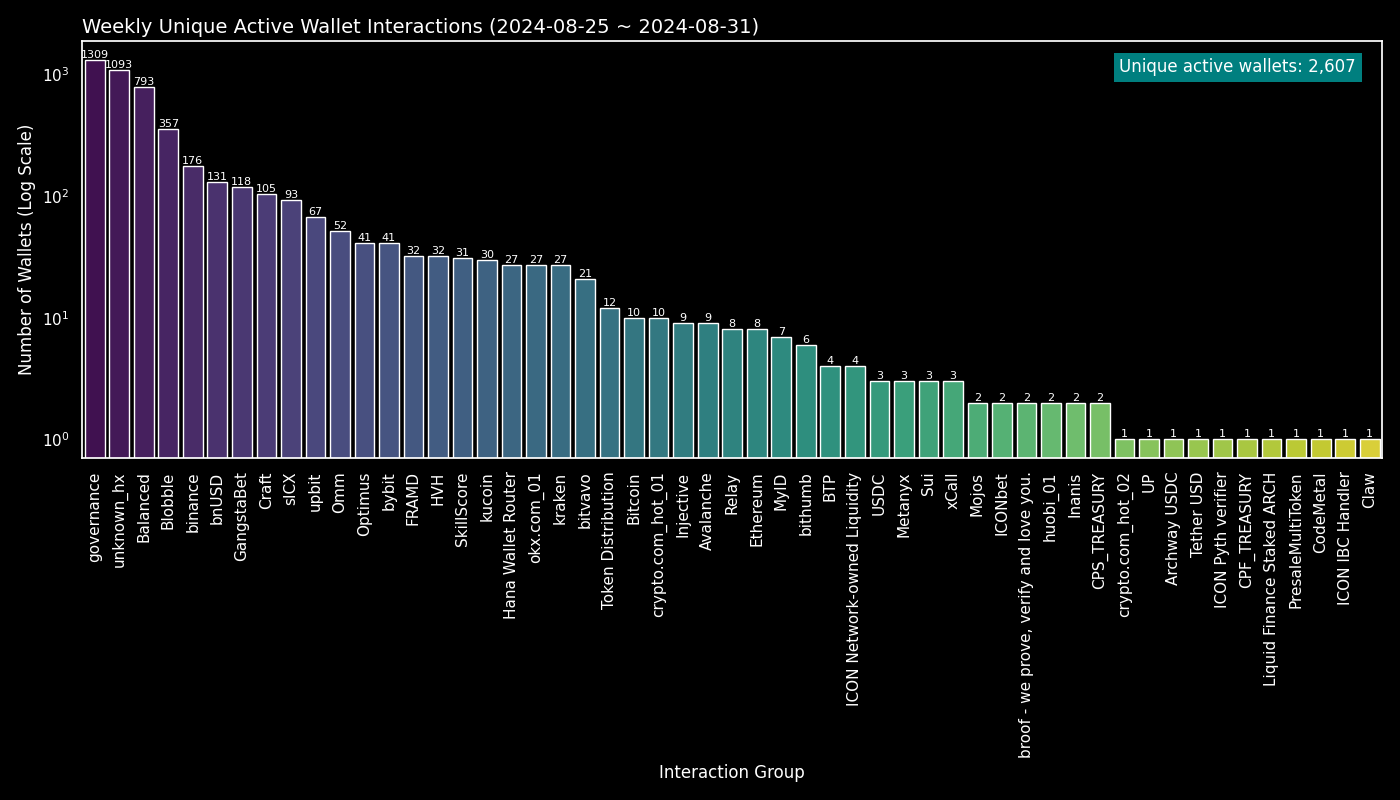 Weekly Unique Active Wallet Interactions (2024-08-25 ~ 2024-08-31)
Unique active wallets: 2,607
Number of Wallets (Log Scale)
10³
10²
10¹
10⁰
1309
1093
793
357
176
131
118
105
93
67
52
41
41
32
32
31
30
27
27
27
21
12
10
10
9
9
8
8
7
6
4
4
3
3
3
3
2
2
2
2
2
2
1
1
1
1
1
1
1
1
1
1
1
governance
unknown_hx
Balanced
Blobble
binance
bnUSD
GangstaBet
Craft
sICX
upbit
Omm
Optimus
bybit
FRAMD
HVH
SkillScore
kucoin
Hana Wallet Router
okx.com_01
kraken
bitvavo
Token Distribution
Bitcoin
crypto.com_hot_01
Injective
Avalanche
Relay
Ethereum
MyID
bithumb
BTP
ICON Network-owned Liquidity
USDC
Metanyx
Sui
xCall
Mojos
ICONbet
broof - we prove, verify and love you.
huobi_01
Inanis
CPS_TREASURY
crypto.com_hot_02
UP
Archway USDC
Tether USD
ICON Pyth verifier
CPF_TREASURY
Liquid Finance Staked ARCH
PresaleMultiToken
CodeMetal
ICON IBC Handler
Claw
Interaction Group